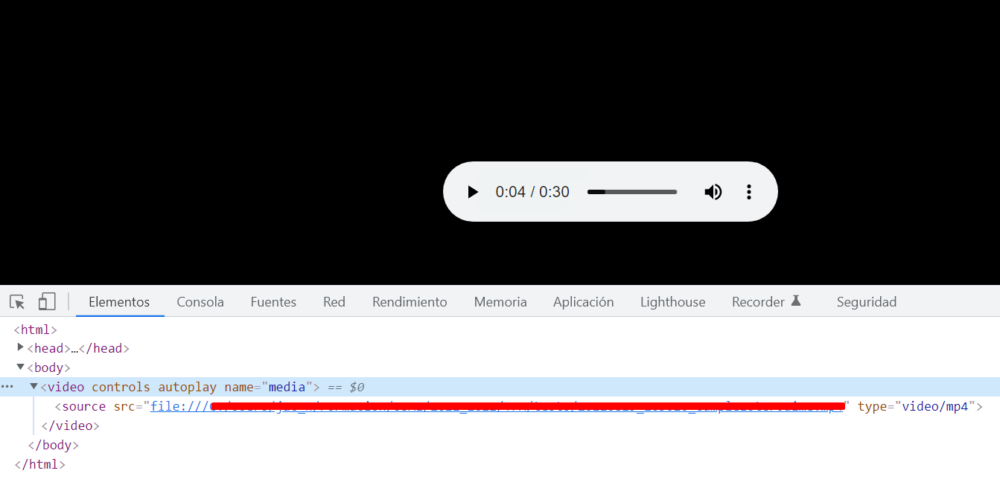 0:04 / 0:30
Elementos Consola Fuentes Red Rendimiento Memoria Aplicación Lighthouse Recorder Seguridad
<html>
<head>…</head>
<body>
<video controls autoplay name="media"> == $0
<source src="file:///" type="video/mp4">
</video>
</body>
</html>